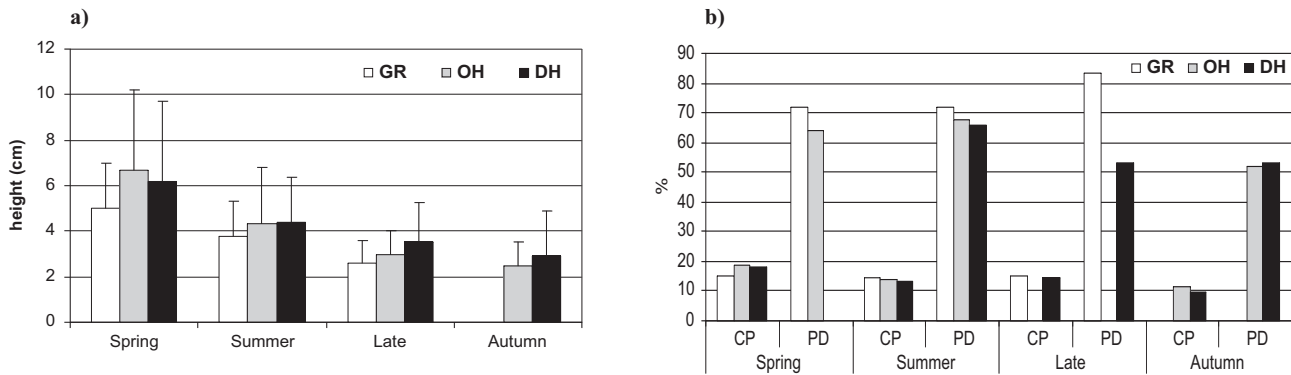 a)
12
10
8
6
4
2
0
height (cm)
GR OH DH
Spring Summer Late Autumn
b)
90
80
70
60
50
40
30
20
10
0
%
GR OH DH
CP PD CP PD CP PD CP PD
Spring Summer Late Autumn